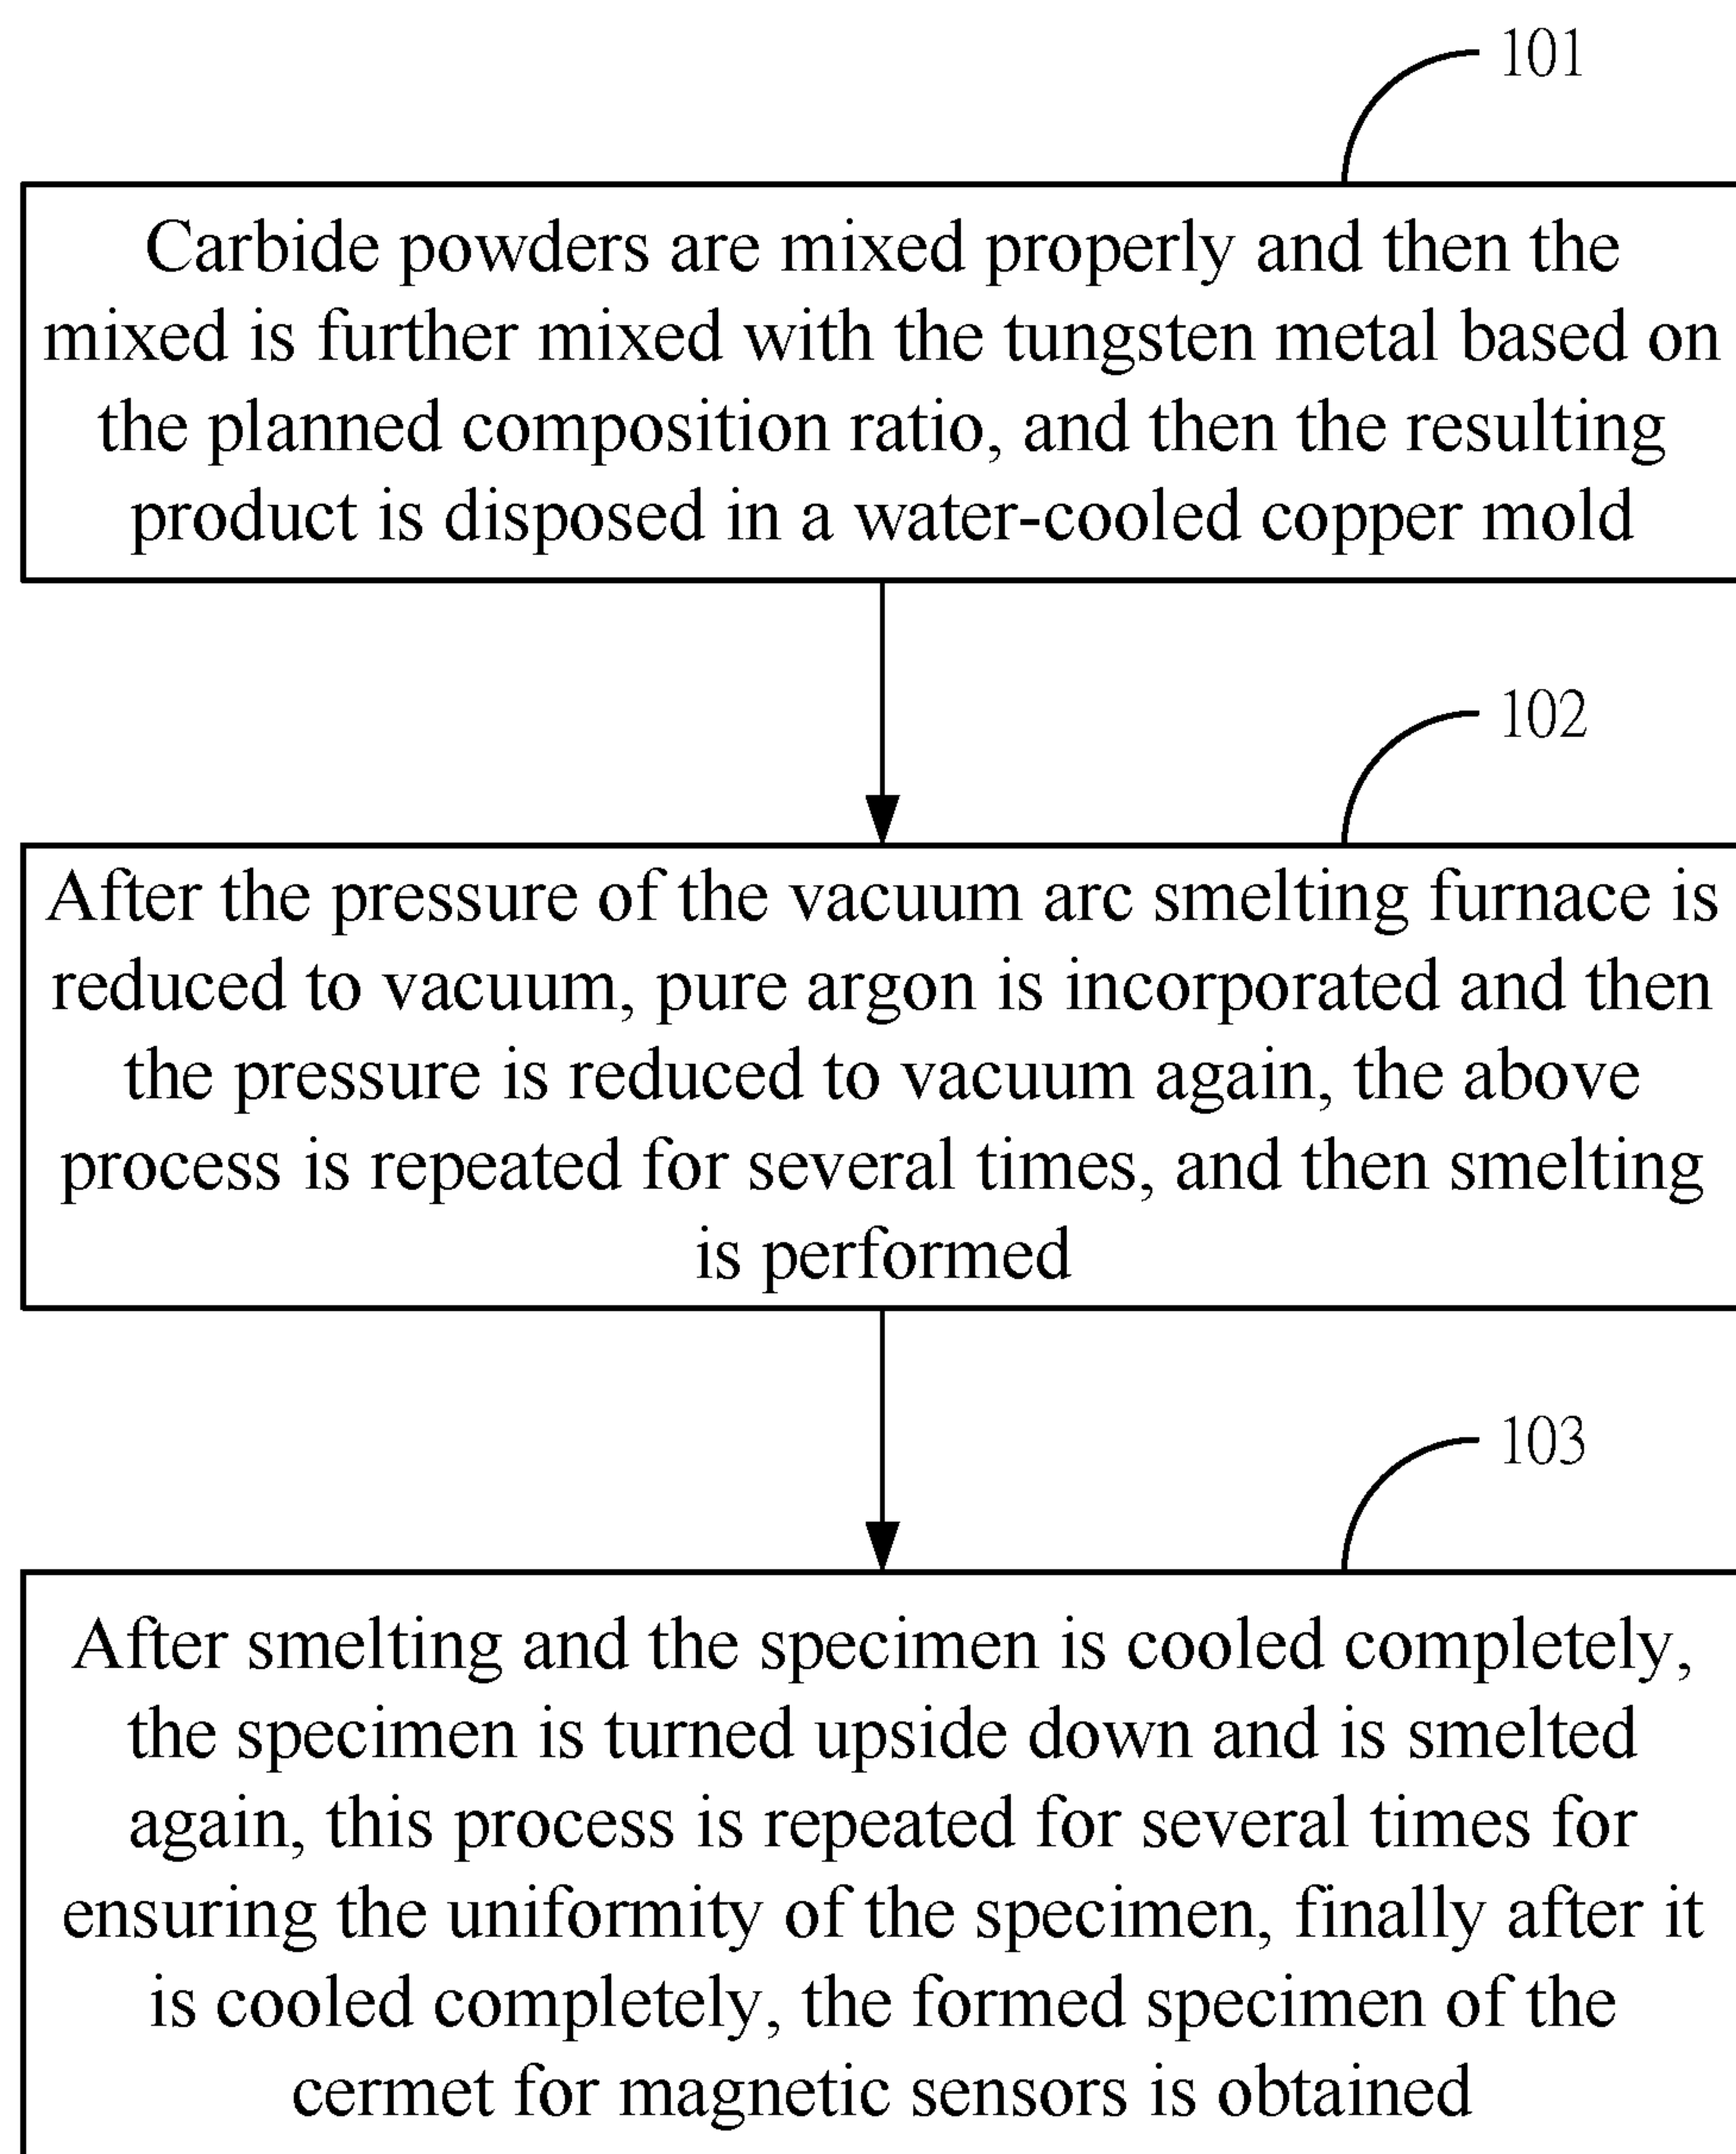 101
Carbide powders are mixed properly and then the
mixed is further mixed with the tungsten metal based on
the planned composition ratio, and then the resulting
product is disposed in a water-cooled copper mold
102
After the pressure of the vacuum arc smelting furnace is
reduced to vacuum, pure argon is incorporated and then
the pressure is reduced to vacuum again, the above
process is repeated for several times, and then smelting
is performed
103
After smelting and the specimen is cooled completely,
the specimen is turned upside down and is smelted
again, this process is repeated for several times for
ensuring the uniformity of the specimen, finally after it
is cooled completely, the formed specimen of the
cermet for magnetic sensors is obtained